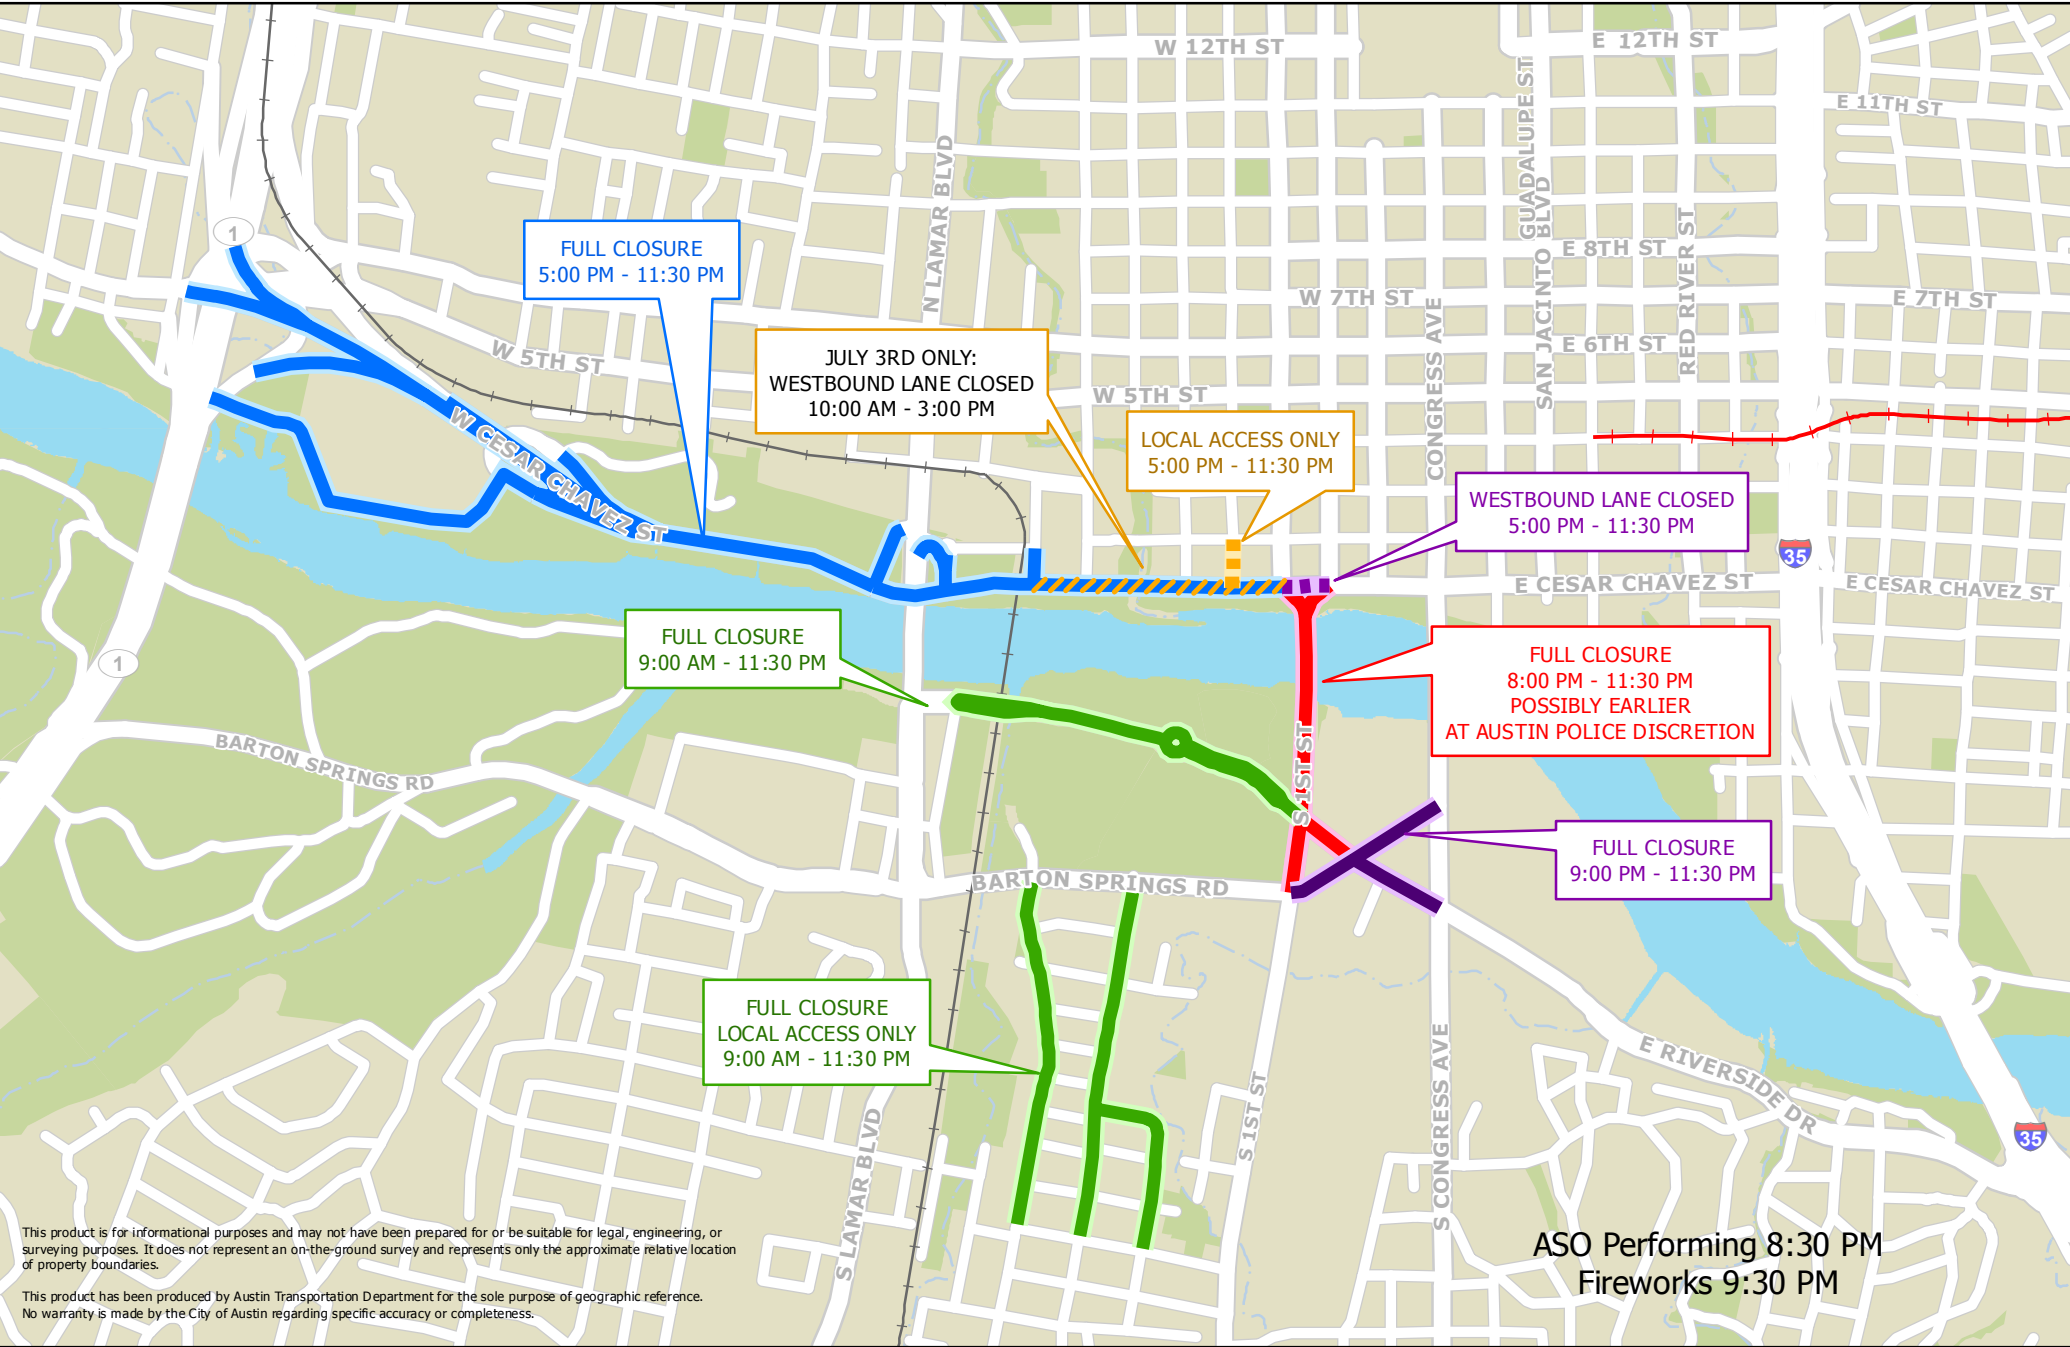 W 12TH ST
E 12TH ST
E 11TH ST
GUADALUPE ST
N LAMAR BLVD
SAN JACINTO BLVD
RED RIVER ST
1
FULL CLOSURE
5:00 PM - 11:30 PM
E 8TH ST
W 7TH ST
E 7TH ST
CONGRESS AVE
E 6TH ST
W 5TH ST
JULY 3RD ONLY:
WESTBOUND LANE CLOSED
10:00 AM - 3:00 PM
W 5TH ST
LOCAL ACCESS ONLY
5:00 PM - 11:30 PM
W CESAR CHAVEZ ST
WESTBOUND LANE CLOSED
5:00 PM - 11:30 PM
35
E CESAR CHAVEZ ST
E CESAR CHAVEZ ST
FULL CLOSURE
9:00 AM - 11:30 PM
1
FULL CLOSURE
8:00 PM - 11:30 PM
POSSIBLY EARLIER
AT AUSTIN POLICE DISCRETION
S 1ST ST
BARTON SPRINGS RD
FULL CLOSURE
9:00 PM - 11:30 PM
BARTON SPRINGS RD
FULL CLOSURE
LOCAL ACCESS ONLY
9:00 AM - 11:30 PM
E RIVERSIDE DR
S 1ST ST
S CONGRESS AVE
S LAMAR BLVD
35
This product is for informational purposes and may not have been prepared for or be suitable for legal, engineering, or
surveying purposes. It does not represent an on-the-ground survey and represents only the approximate relative location
of property boundaries.
This product has been produced by Austin Transportation Department for the sole purpose of geographic reference.
No warranty is made by the City of Austin regarding specific accuracy or completeness.
ASO Performing 8:30 PM
Fireworks 9:30 PM